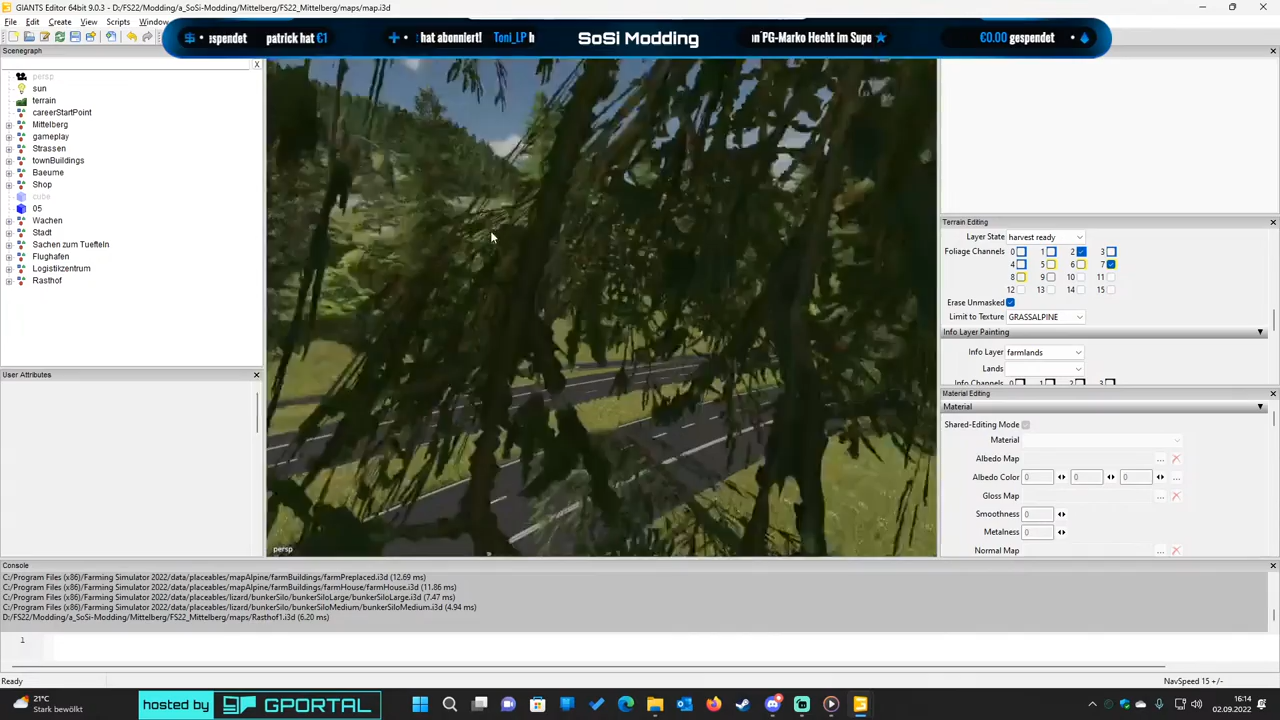 GIANTS Editor 64bit 9.0.3 - D:/FS22/Modding/a_SoSi-Modding/Mittelberg/FS22_Mittelberg/maps/map.i3d
File Edit Create View Scripts Window
$ :spendet patrick hat €1 + : hat abonniert! Toni_LP h SoSi Modding ın PG-Marko Hecht im Supe €0.00 gespendet
Scenegraph
X
persp
sun
terrain
careerStartPoint
Mittelberg
gameplay
Strassen
townBuildings
Baeume
Shop
cube
05
Wachen
Stadt
Sachen zum Tuefteln
Flughafen
Logistikzentrum
Rasthof
User Attributes
persp
Terrain Editing
Layer State harvest ready
Foliage Channels 0 1 2 3
4 5 6 7
8 9 10 11
12 13 14 15
Erase Unmasked
Limit to Texture GRASSALPINE
Info Layer Painting
Info Layer farmlands
Lands
Info Channels 0 1 2 3
Material Editing
Material
Shared-Editing Mode
Material
Albedo Map ...
Albedo Color 0 0 0 ...
Gloss Map ...
Smoothness 0
Metalness 0
Normal Map ...
Console
C:/Program Files (x86)/Farming Simulator 2022/data/placeables/mapAlpine/farmBuildings/farmPreplaced.i3d (12.69 ms)
C:/Program Files (x86)/Farming Simulator 2022/data/placeables/mapAlpine/farmBuildings/farmHouse/farmHouse.i3d (11.86 ms)
C:/Program Files (x86)/Farming Simulator 2022/data/placeables/lizard/bunkerSilo/bunkerSiloLarge/bunkerSiloLarge.i3d (7.47 ms)
C:/Program Files (x86)/Farming Simulator 2022/data/placeables/lizard/bunkerSilo/bunkerSiloMedium/bunkerSiloMedium.i3d (4.94 ms)
D:/FS22/Modding/a_SoSi-Modding/Mittelberg/FS22_Mittelberg/maps/Rasthof1.i3d (6.20 ms)
1
Ready
NavSpeed 15 +/-
21°C
Stark bewölkt
hosted by GPORTAL
16:14
02.09.2022